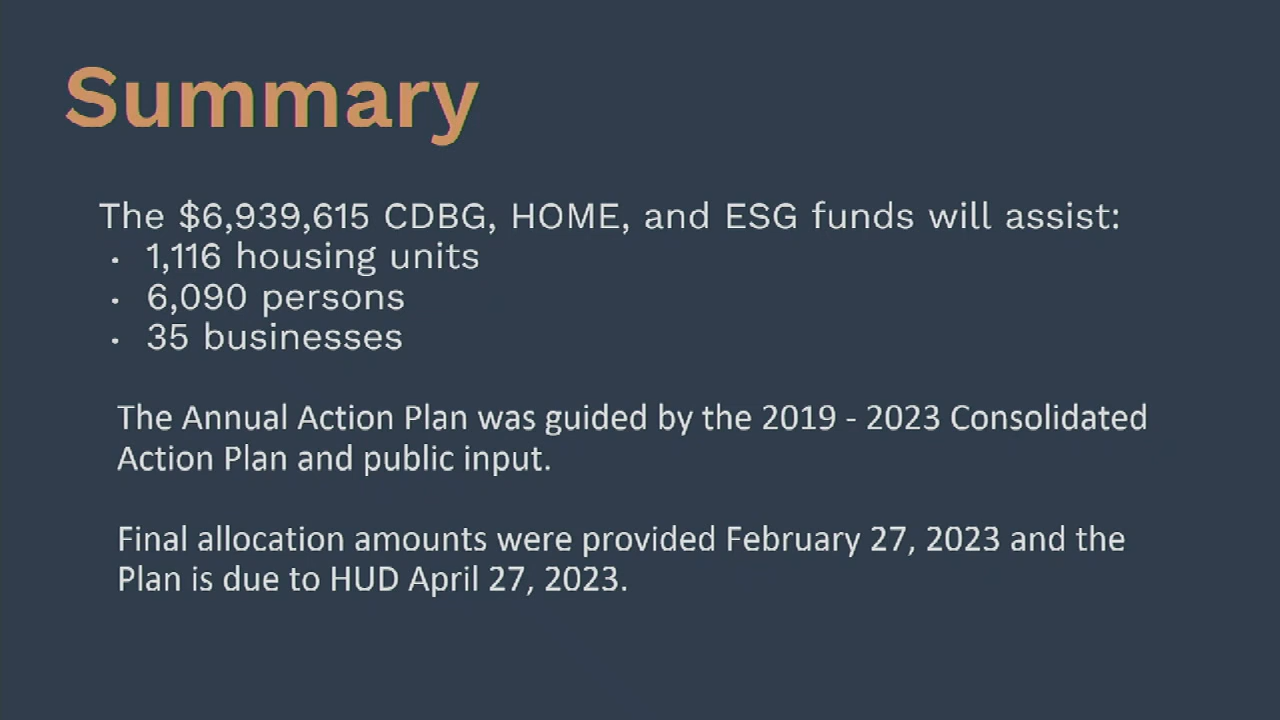 Summary
The $6,939,615 CDBG, HOME, and ESG funds will assist:
• 1,116 housing units
• 6,090 persons
• 35 businesses
The Annual Action Plan was guided by the 2019 - 2023 Consolidated
Action Plan and public input.
Final allocation amounts were provided February 27, 2023 and the
Plan is due to HUD April 27, 2023.